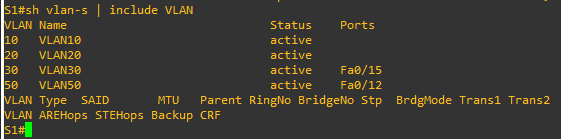 S1#sh vlan-s | include VLAN
VLAN Name                             Status    Ports
10   VLAN10                           active
20   VLAN20                           active
30   VLAN30                           active    Fa0/15
50   VLAN50                           active    Fa0/12
VLAN Type  SAID       MTU   Parent RingNo BridgeNo Stp  BrdgMode Trans1 Trans2
VLAN AREHops STEHops Backup CRF
S1#